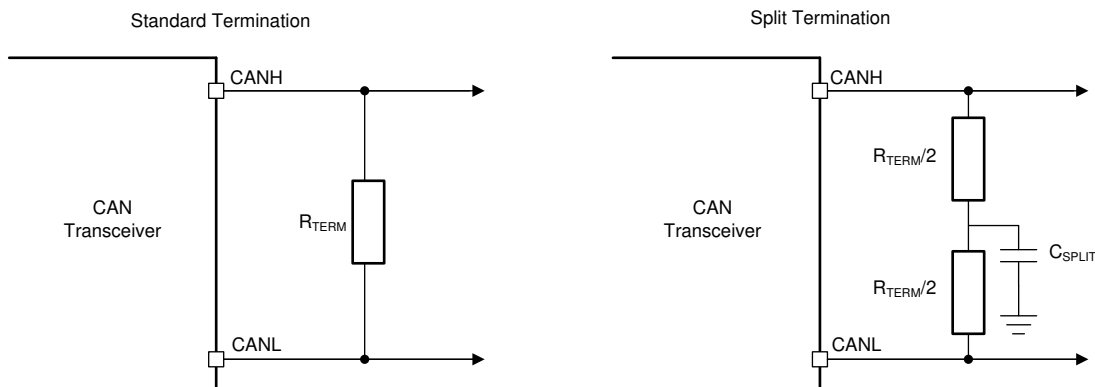 Standard Termination
CANH
CAN
Transceiver
RTERM
CANL
Split Termination
CANH
RTERM/2
CAN
Transceiver
CSPLIT
RTERM/2
CANL